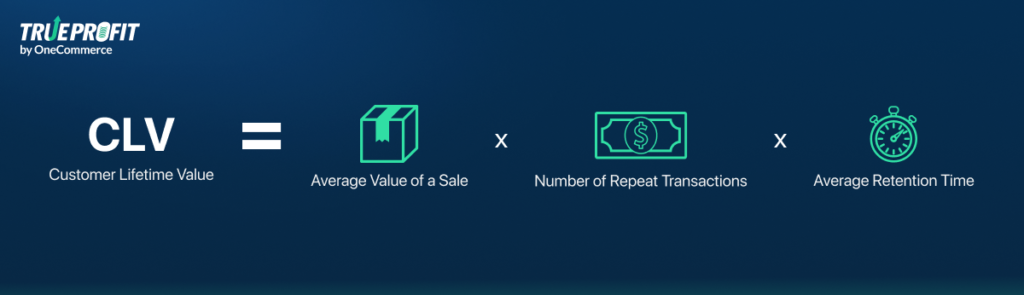 TRUEPROFIT
by OneCommerce
CLV = x x
Customer Lifetime Value
Average Value of a Sale
Number of Repeat Transactions
Average Retention Time